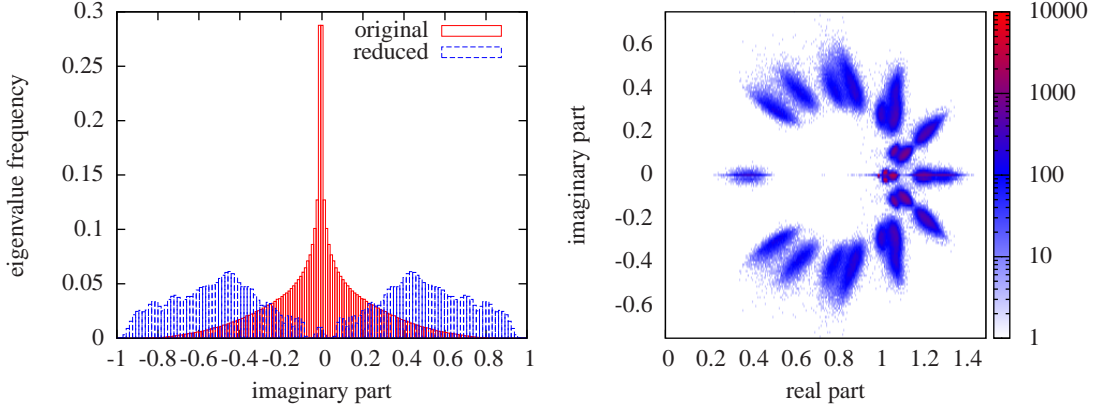 eigenvalue frequency
0.3
0.25
0.2
0.15
0.1
0.05
0
original
reduced
-1 -0.8 -0.6 -0.4 -0.2 0 0.2 0.4 0.6 0.8 1
imaginary part
imaginary part
0.6
0.4
0.2
0
-0.2
-0.4
-0.6
0 0.2 0.4 0.6 0.8 1 1.2 1.4
real part
10000
1000
100
10
1